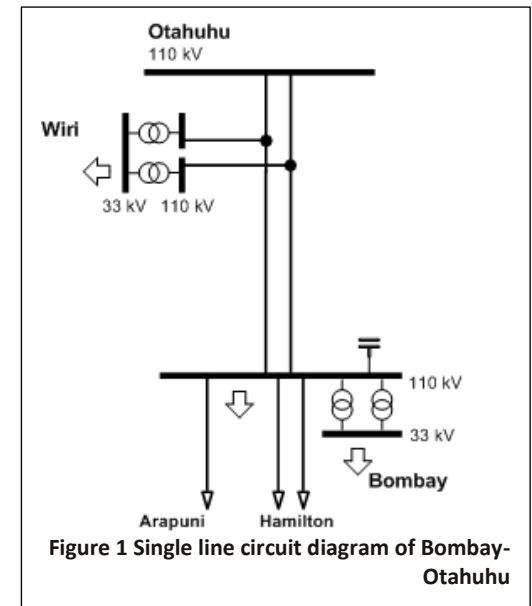 Otahuhu
110 kV
Wiri
33 kV 110 kV
110 kV
33 kV
Bombay
Arapuni Hamilton
Figure 1 Single line circuit diagram of Bombay-
Otahuhu